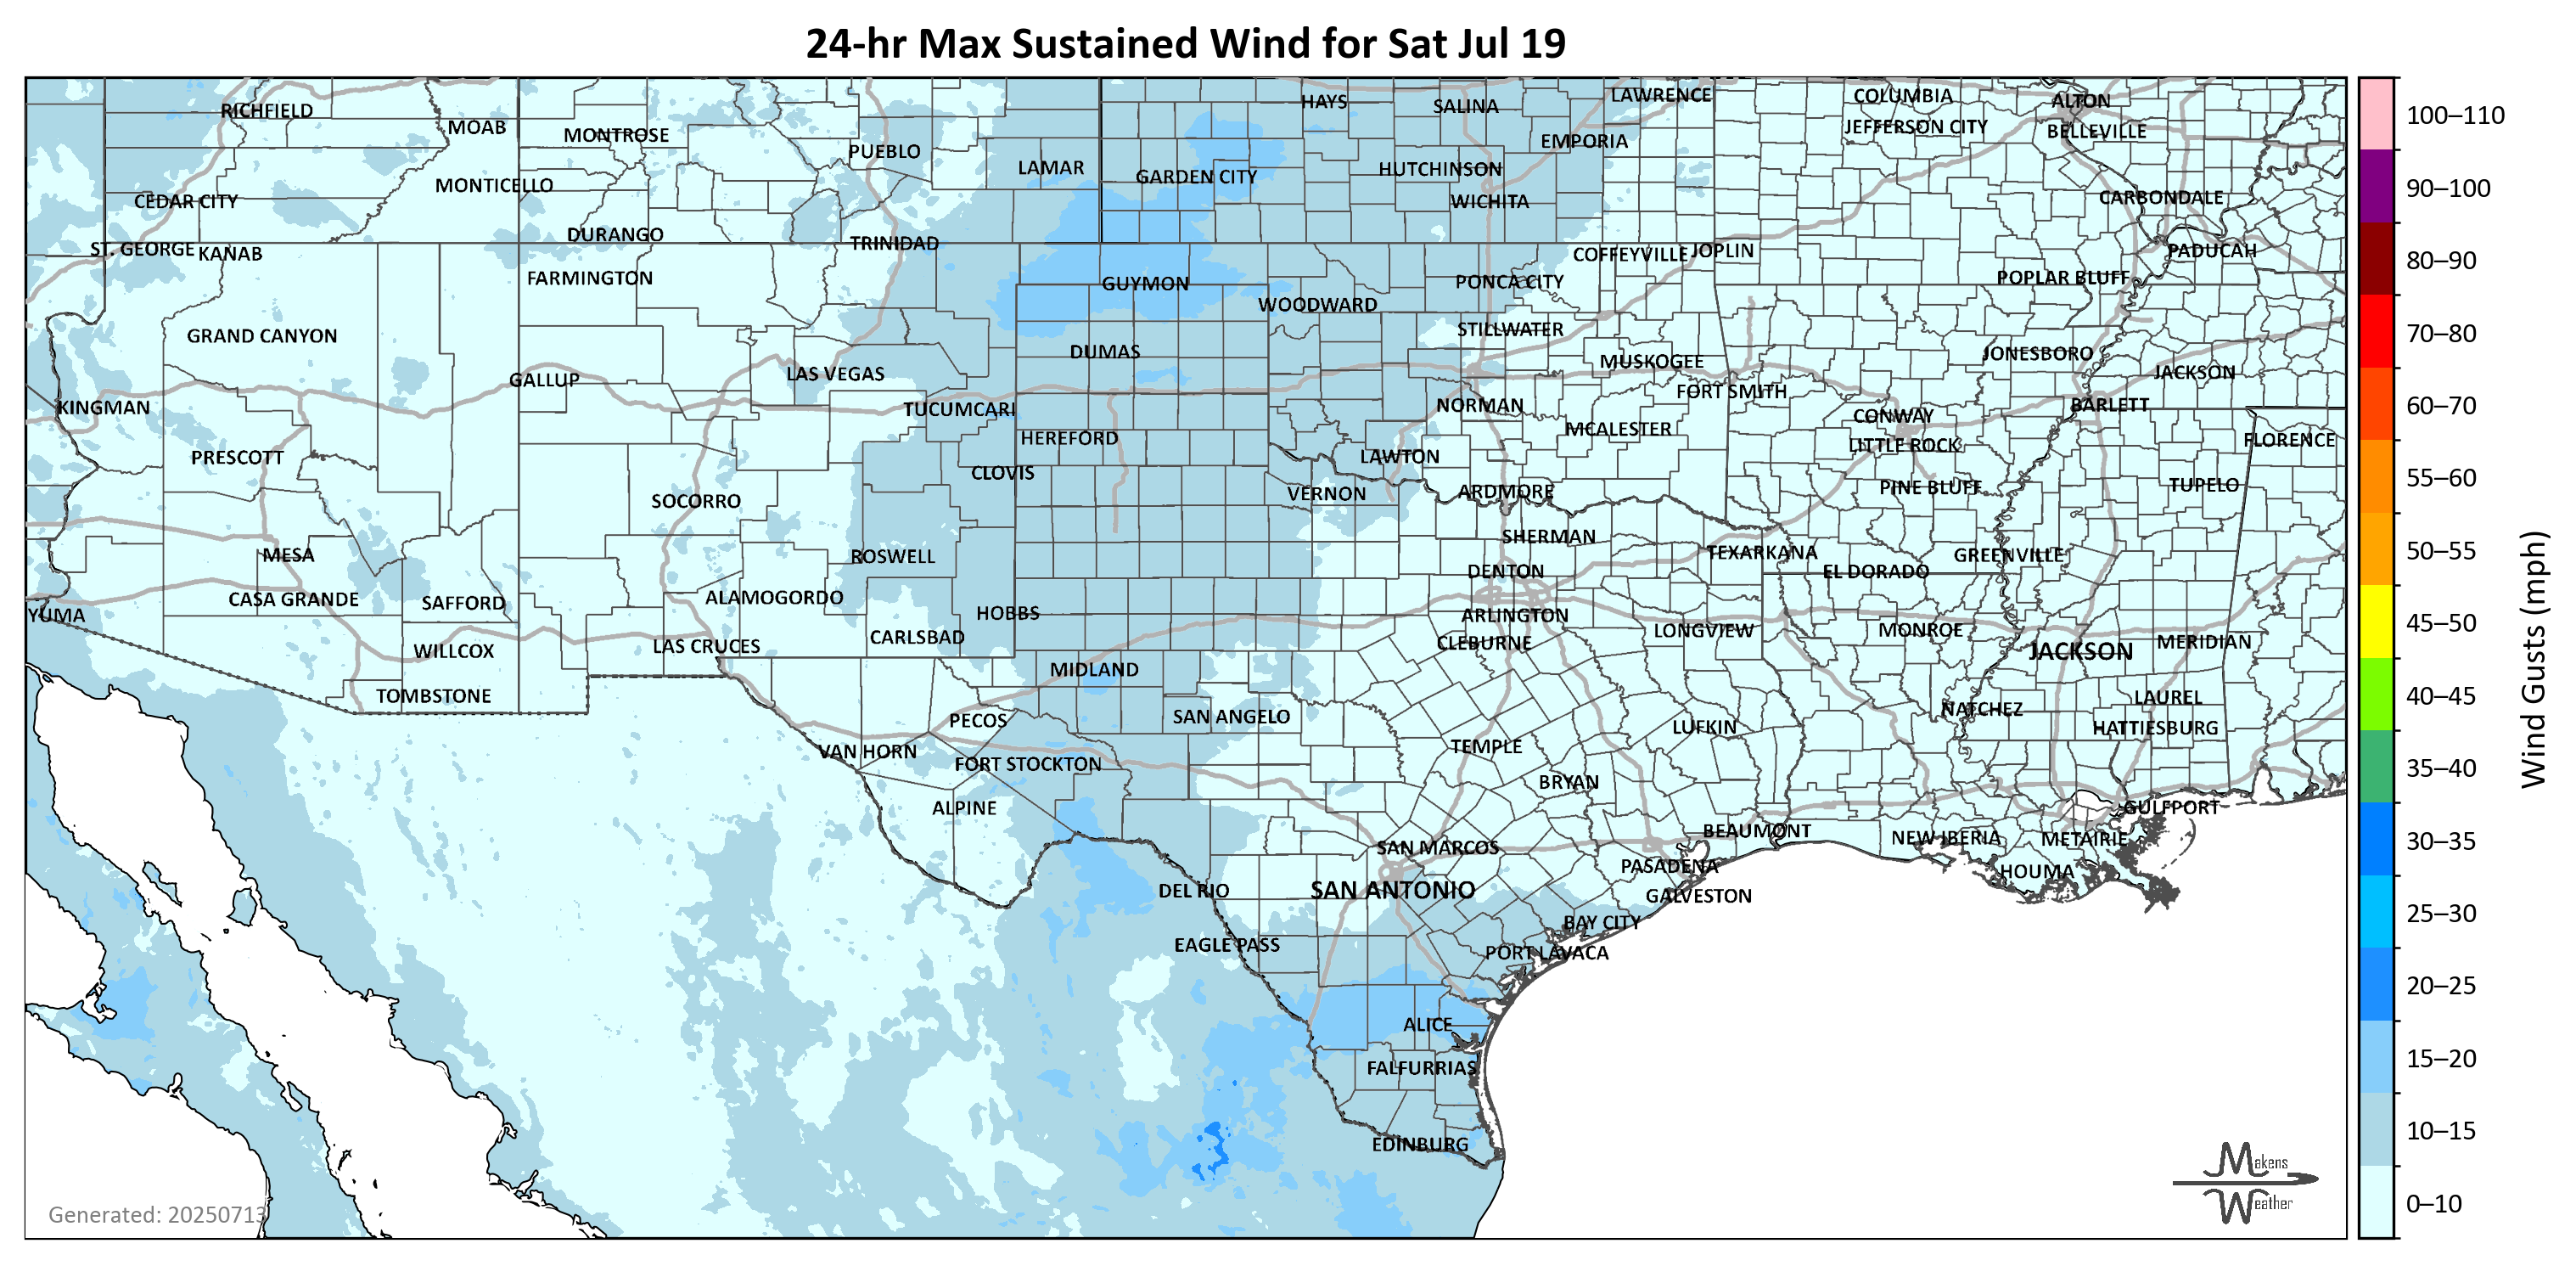 24-hr Max Sustained Wind for Sat Jul 19
RICHFIELD
MOAB
MONTROSE
PUEBLO
LAMAR
HAYS
SALINA
LAWRENCE
EMPORIA
COLUMBIA
JEFFERSON CITY
ALTON
BELLEVILLE
MONTICELLO
CEDAR CITY
GARDEN CITY
HUTCHINSON
WICHITA
CARBONDALE
ST. GEORGE
KANAB
DURANGO
TRINIDAD
COFFEYVILLE
JOPLIN
PADUCAH
FARMINGTON
GUYMON
WOODWARD
PONCA CITY
POPLAR BLUFF
GRAND CANYON
DUMAS
STILLWATER
MUSKOGEE
JONESBORO
GALLUP
LAS VEGAS
FORT SMITH
JACKSON
KINGMAN
TUCUMCARI
NORMAN
CONWAY
BARLETT
PRESCOTT
HEREFORD
MCALESTER
LITTLE ROCK
FLORENCE
CLOVIS
LAWTON
SOCORRO
VERNON
ARDMORE
PINE BLUFF
TUPELO
MESA
ROSWELL
SHERMAN
TEXARKANA
GREENVILLE
DENTON
EL DORADO
CASA GRANDE
SAFFORD
ALAMOGORDO
HOBBS
ARLINGTON
YUMA
CARLSBAD
CLEBURNE
LONGVIEW
MONROE
MERIDIAN
WILLCOX
LAS CRUCES
MIDLAND
JACKSON
TOMBSTONE
PECOS
SAN ANGELO
LUFKIN
NATCHEZ
LAUREL
HATTIESBURG
VAN HORN
FORT STOCKTON
TEMPLE
BRYAN
ALPINE
GULFPORT
SAN MARCOS
BEAUMONT
NEW IBERIA
METAIRIE
PASADENA
HOUMA
DEL RIO
SAN ANTONIO
GALVESTON
BAY CITY
EAGLE PASS
PORT LAVACA
ALICE
FALFURRIAS
EDINBURG
Generated: 20250713
Makens
Weather
100–110
90–100
80–90
70–80
60–70
55–60
50–55
45–50
40–45
35–40
30–35
25–30
20–25
15–20
10–15
0–10
Wind Gusts (mph)